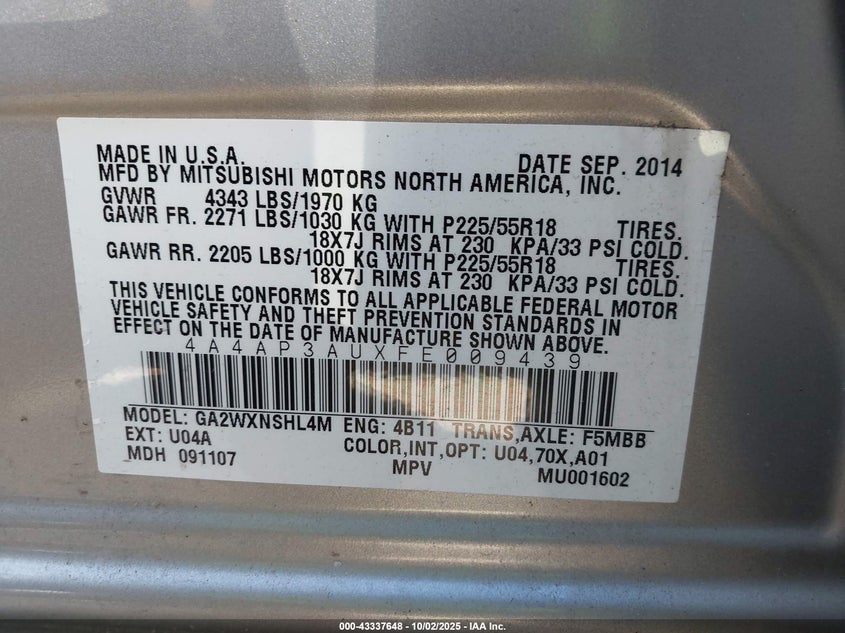 MADE IN U.S.A. DATE SEP. 2014
MFD BY MITSUBISHI MOTORS NORTH AMERICA, INC.
GVWR 4343 LBS/1970 KG
GAWR FR. 2271 LBS/1030 KG WITH P225/55R18 TIRES.
18X7J RIMS AT 230 KPA/33 PSI COLD.
GAWR RR. 2205 LBS/1000 KG WITH P225/55R18 TIRES.
18X7J RIMS AT 230 KPA/33 PSI COLD.
THIS VEHICLE CONFORMS TO ALL APPLICABLE FEDERAL MOTOR
VEHICLE SAFETY AND THEFT PREVENTION STANDARDS IN
EFFECT ON THE DATE OF MANUFACTURE SHOWN ABOVE.
4A4AP3AUXFE009439
MODEL: GA2WXNSHL4M ENG: 4B11 TRANS,AXLE: F5MBB
EXT: U04A COLOR,INT,OPT: U04,70X,A01
MDH 091107 MPV MU001602
000-43337648 - 10/02/2025 - IAA Inc.